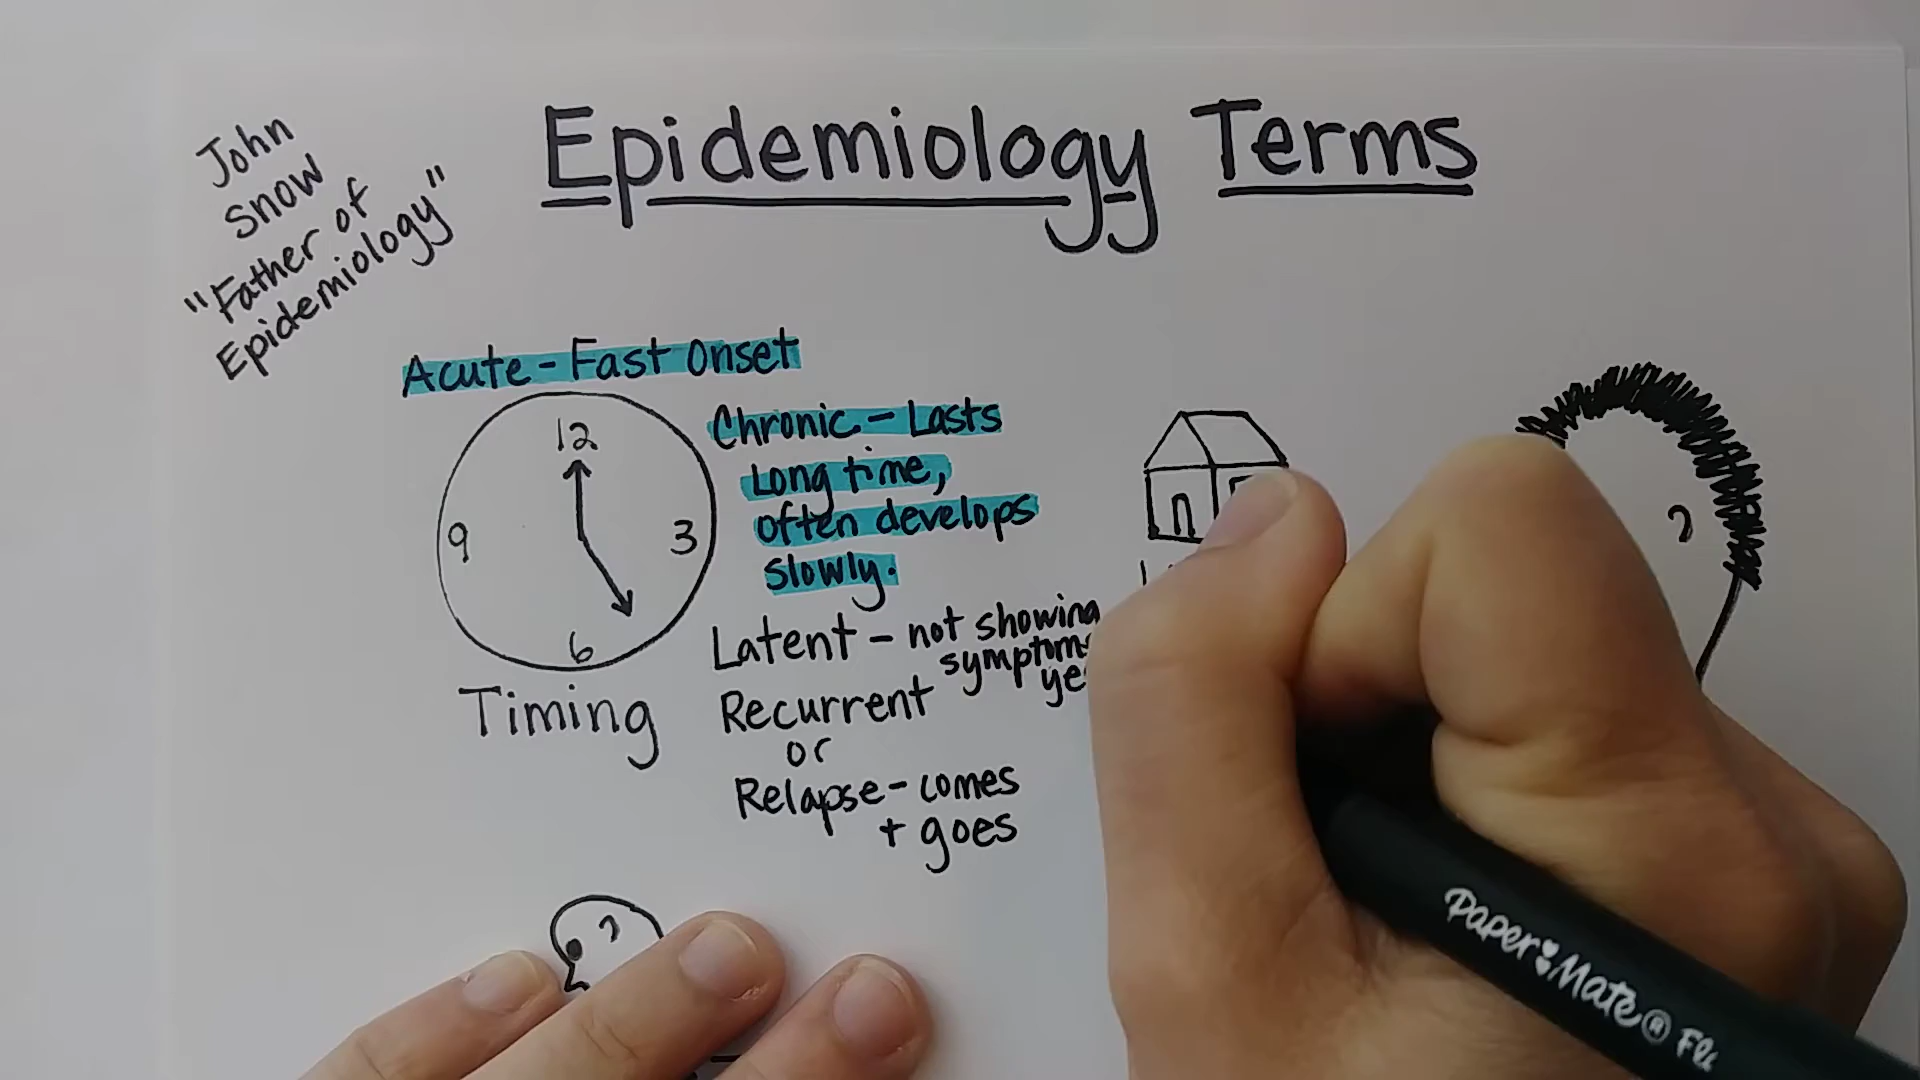 John
Snow
"Father of
Epidemiology"
Epidemiology Terms
Acute - Fast Onset
12
3
6
9
Timing
Chronic - Lasts
Long time,
often develops
slowly.
Latent - not showing
symptoms
Recurrent
or
Relapse - comes
+ goes
Paper Mate®